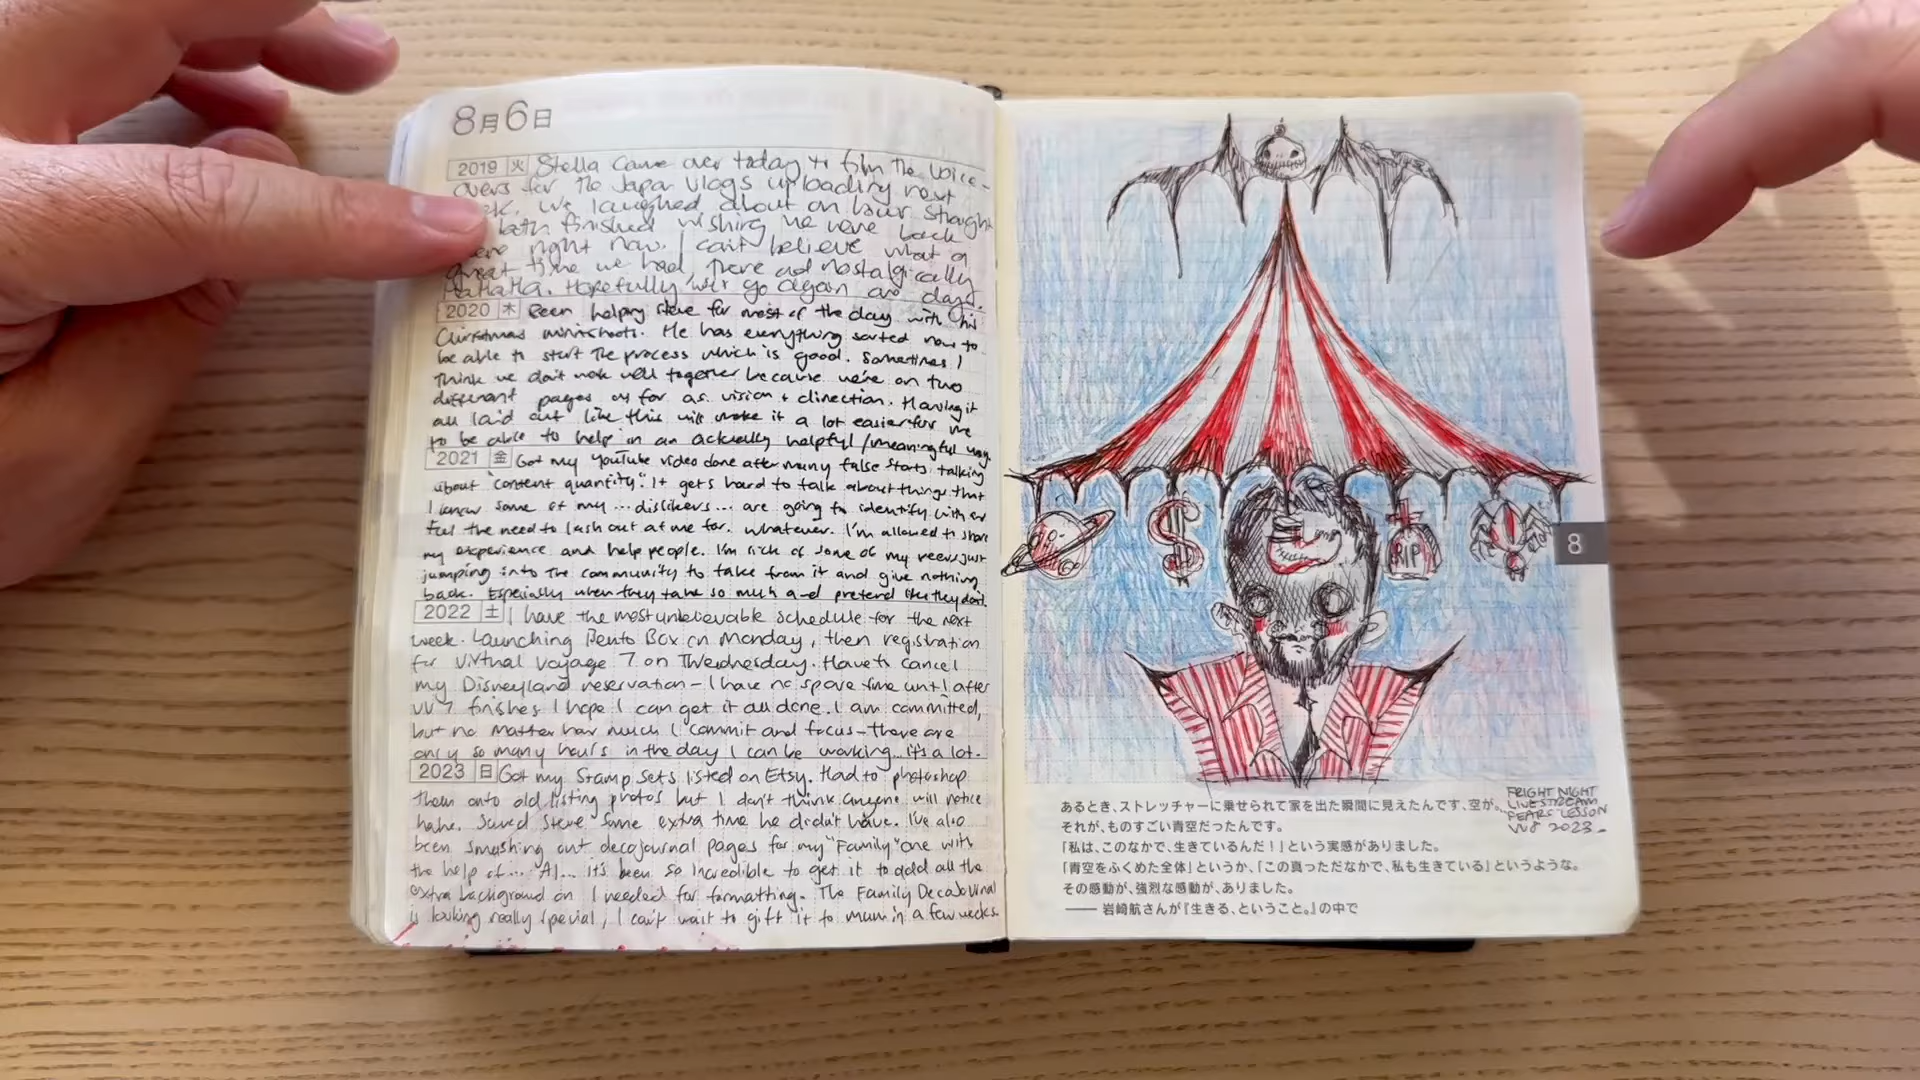 8月6日
2019 火 Stella came over today to film the voice-
overs for the Japan vlogs uploading next
we laughed about an hour straight
both finished wishing we were back
right now. I can't believe what a
great time we had there and nostalgically
HaHaHa. Hopefully we'll go again one day.
2020 木 Been helping Steve for most of the day with his
Christmas minishoots. He has everything sorted now to
be able to start the process which is good. Sometimes I
think we don't work well together because we're on two
different pages as far as vision + direction. Having it
all laid out like this will make it a lot easier for me
to be able to help in an actually helpful/meaningful way.
2021 金 Got my YouTube video done after many false starts talking
about "content quantity". It gets hard to talk about things that
I know some of my ... dislikers ... are going to identify with or
feel the need to lash out at me for. Whatever. I'm allowed to share
my experience and help people. I'm sick of some of my peers just
jumping into the community to take from it and give nothing
back. Especially when they take so much and pretend like they don't.
2022 土 I have the most unbelievable schedule for the next
week. Launching Bento Box on Monday, then registration
for Virtual Voyage 7 on Wednesday. Have to cancel
my Disneyland reservation - I have no spare time until after
VV7 finishes I hope I can get it all done. I am committed,
but no matter how much I commit and focus - there are
only so many hours in the day I can be working... it's a lot.
2023 日 Got my stamp sets listed on Etsy. Had to photoshop
them onto old listing photos but I don't think anyone will notice
hahe. Saved Steve some extra time he didn't have. I've also
been smashing out decojournal pages for my "Family" one with
the help of... "AI"... it's been so incredible to get it to add all the
extra background on I needed for formatting. The Family DecoJournal
is looking really special, I can't wait to gift it to mum in a few weeks.
$
RIP
8
あるとき、ストレッチャーに乗せられて家を出た瞬間に見えたんです、空が。
それが、ものすごい青空だったんです。
「私は、このなかで、生きているんだ！」という実感がありました。
「青空をふくめた全体」というか、「この真っただなかで、私も生きている」というような。
その感動が、強烈な感動が、ありました。
── 岩崎航さんが『生きる、ということ。』の中で
FRIGHT NIGHT
LIVESTREAM
FEARS LESSON
VV8 2023.